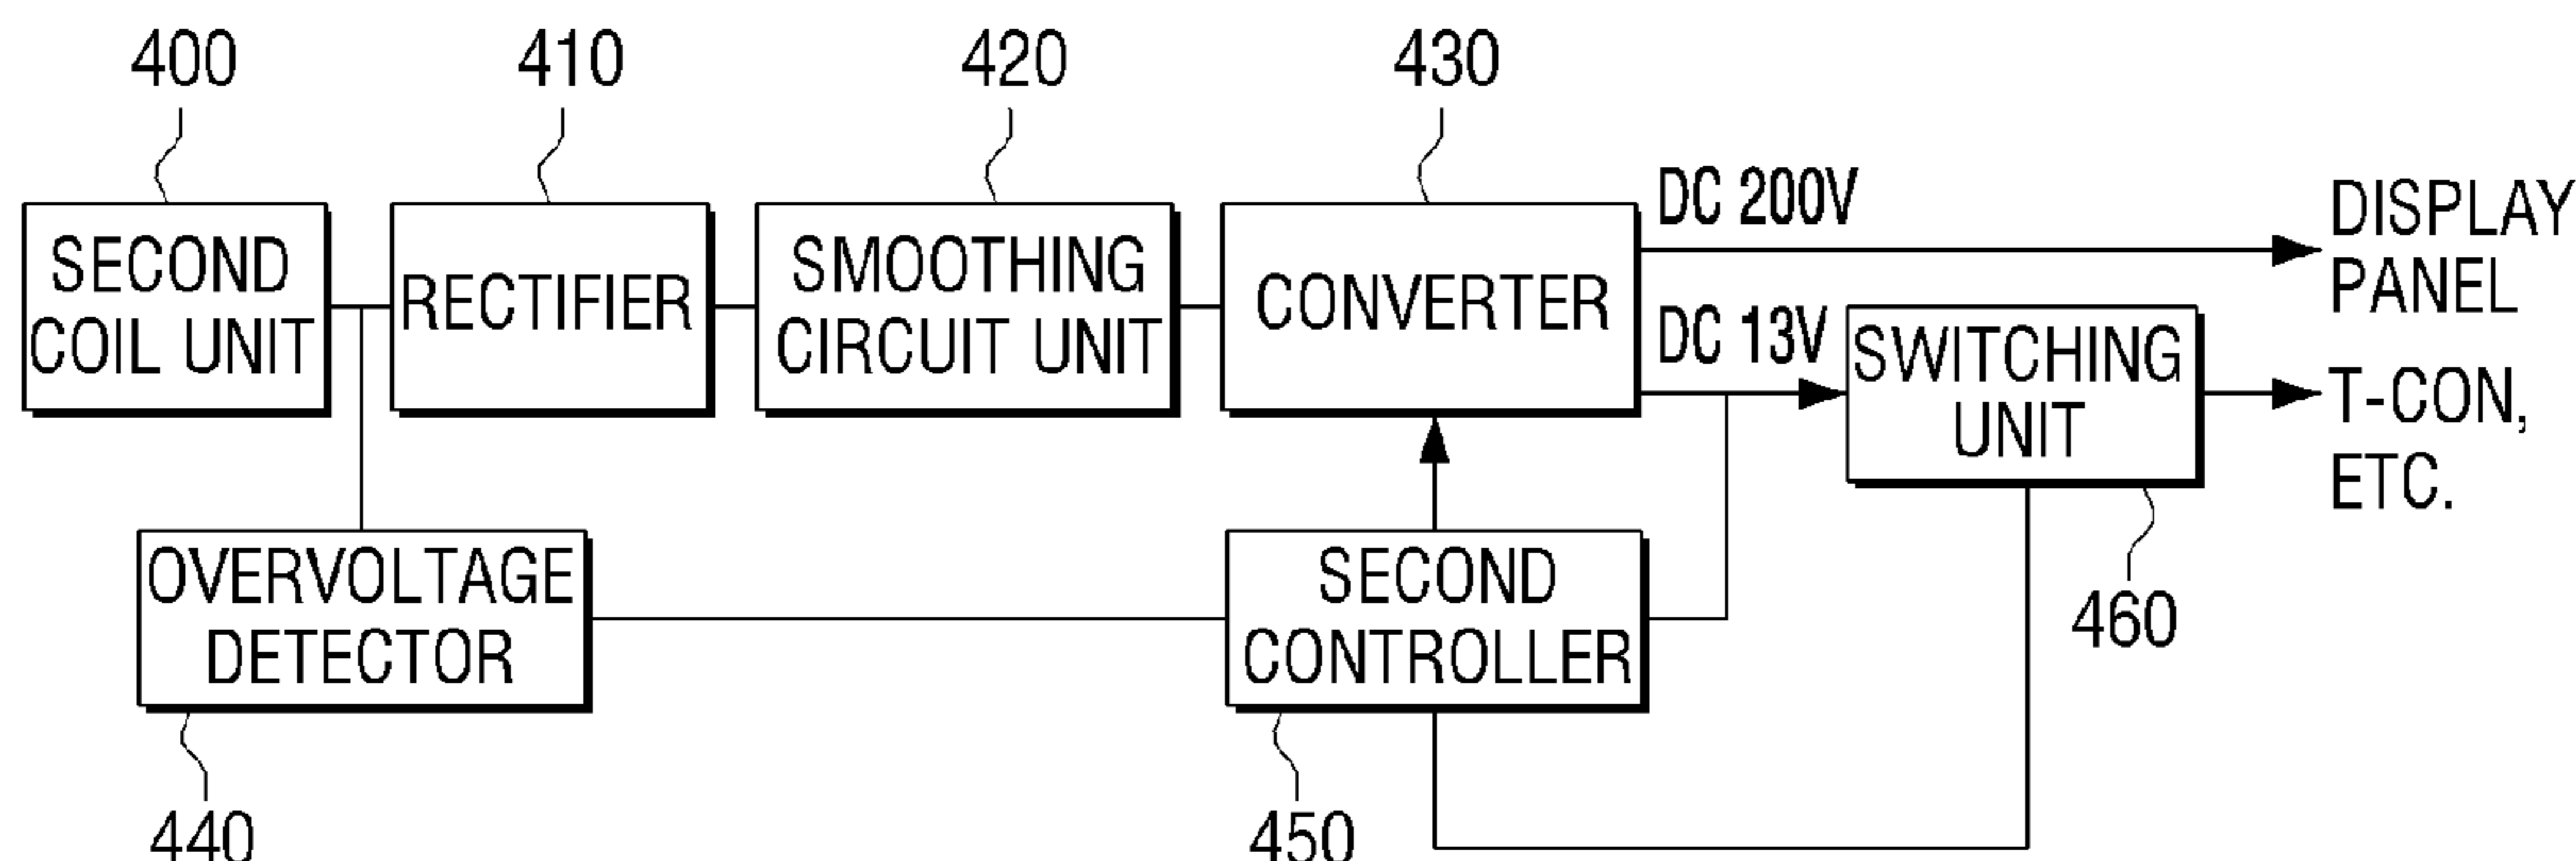 400
410
420
430
SECOND
COIL UNIT
RECTIFIER
SMOOTHING
CIRCUIT UNIT
CONVERTER
DC 200V
DISPLAY
PANEL
DC 13V
SWITCHING
UNIT
T-CON,
ETC.
OVERVOLTAGE
DETECTOR
SECOND
CONTROLLER
460
440
450